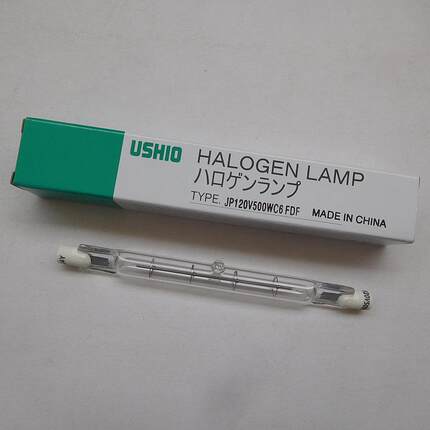 USHIO
HALOGEN LAMP
ハロゲンランプ
TYPE. JP120V500WC6 FDF MADE IN CHINA